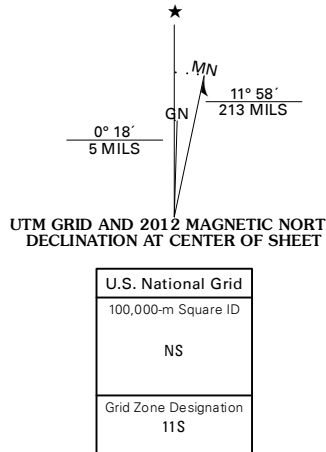 MN
GN
11° 58´
213 MILS
0° 18´
5 MILS
UTM GRID AND 2012 MAGNETIC NORT
DECLINATION AT CENTER OF SHEET
U.S. National Grid
100,000-m Square ID
NS
Grid Zone Designation
11S